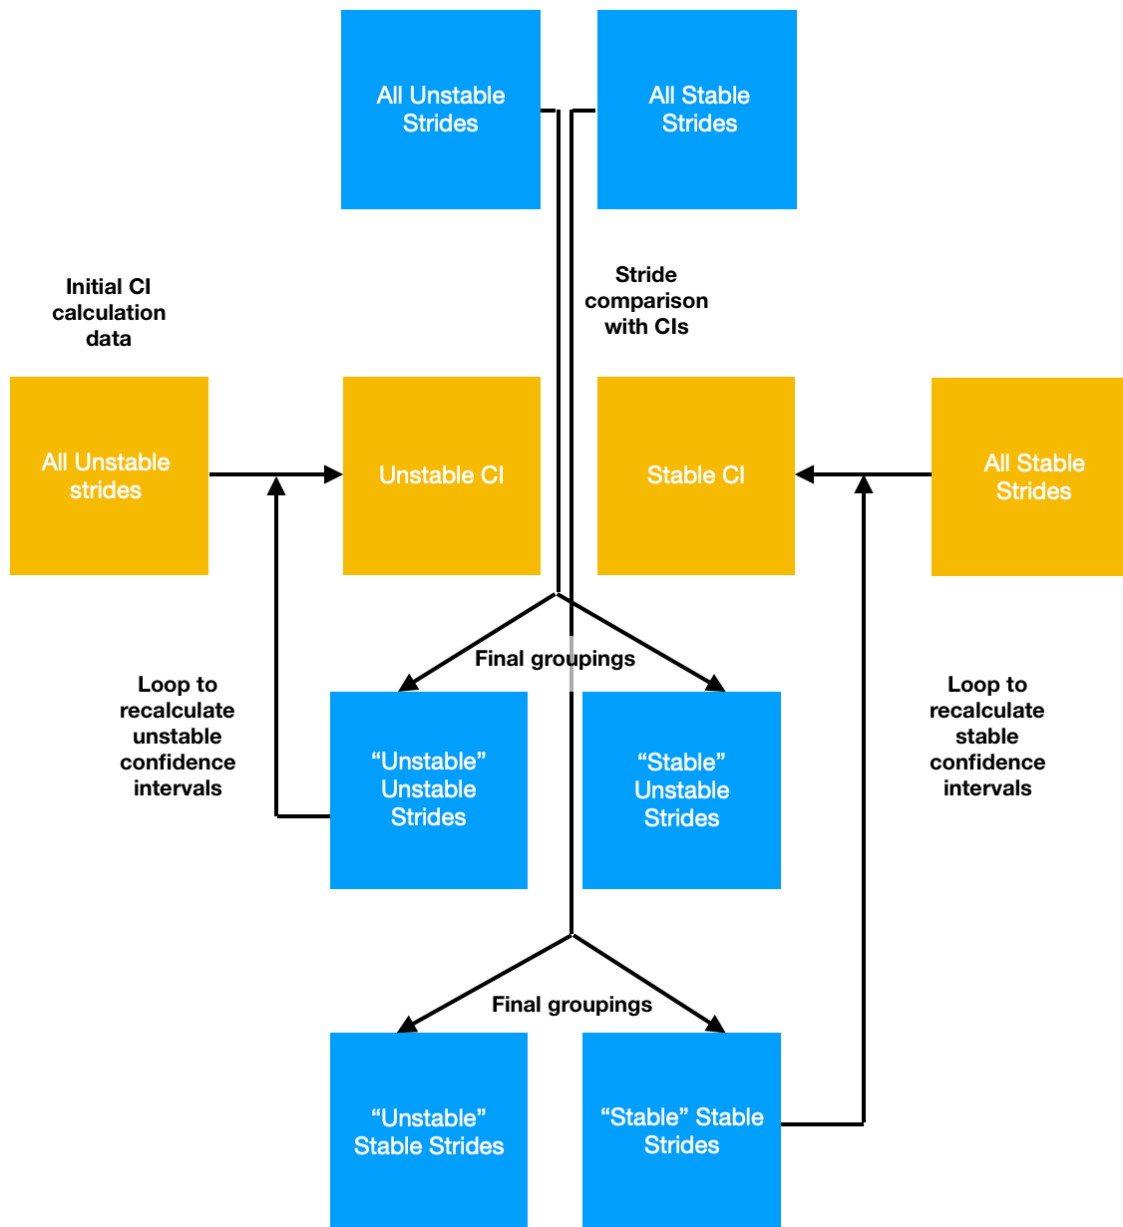 All Unstable
Strides
All Stable
Strides
Initial CI
calculation
data
Stride
comparison
with CIs
All Unstable
strides
Unstable CI
Stable CI
All Stable
Strides
Final groupings
Loop to
recalculate
unstable
confidence
intervals
“Unstable”
Unstable
Strides
“Stable”
Unstable
Strides
Loop to
recalculate
stable
confidence
intervals
Final groupings
“Unstable”
Stable Strides
“Stable” Stable
Strides